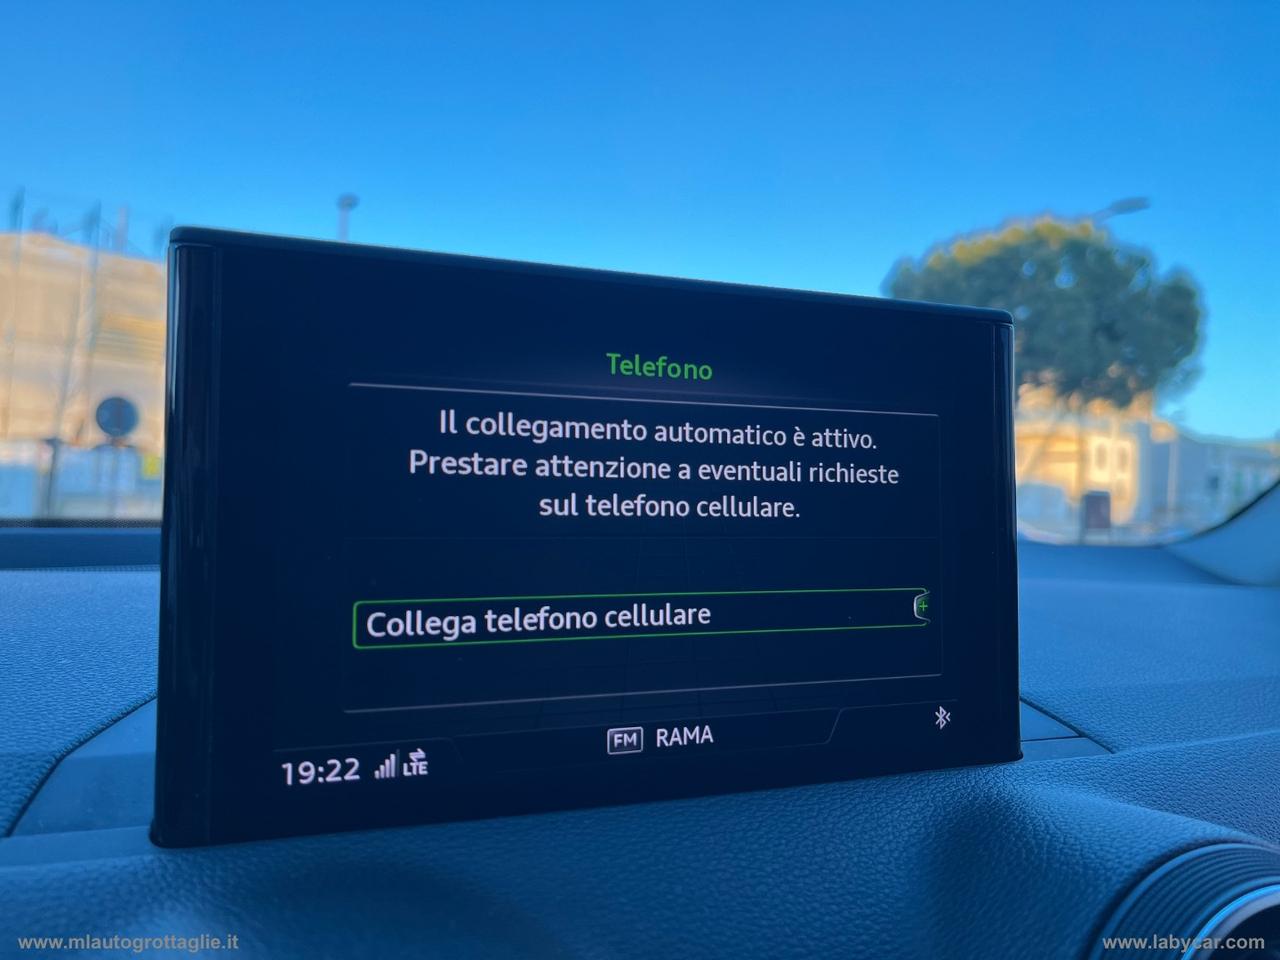 Telefono
Il collegamento automatico è attivo.
Prestare attenzione a eventuali richieste
sul telefono cellulare.
Collega telefono cellulare
19:22 LTE
FM RAMA
www.mlautogrottaglie.it
www.labycar.com